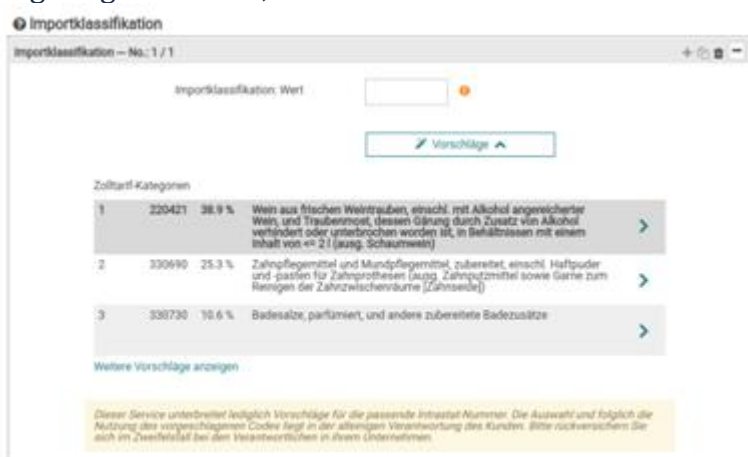 Importklassifikation
Importklassifikation — No.: 1 / 1
Importklassifikation: Wert
Vorschläge
Zolltarif-Kategorien
1 220421 38.9 % Wein aus frischen Weintrauben, einschl. mit Alkohol angereicherter
Wein, und Traubenmost, dessen Gärung durch Zusatz von Alkohol
verhindert oder unterbrochen worden ist, in Behältnissen mit einem
Inhalt von <= 2 l (ausg. Schaumwein)
2 330690 25.3 % Zahnpflegemittel und Mundpflegemittel, zubereitet, einschl. Haftpuder
und -pasten für Zahnprothesen (ausg. Zahnputzmittel sowie Garne zum
Reinigen der Zahnzwischenräume [Zahnseide])
3 330730 10.6 % Badesalze, parfümiert, und andere zubereitete Badezusätze
Weitere Vorschläge anzeigen
Dieser Service unterbreitet lediglich Vorschläge für die passende Intrastat-Nummer. Die Auswahl und folglich die
Nutzung des vorgeschlagenen Codes liegt in der alleinigen Verantwortung des Kunden. Bitte rückversichern Sie
sich im Zweifelsfall bei den Verantwortlichen in ihrem Unternehmen.